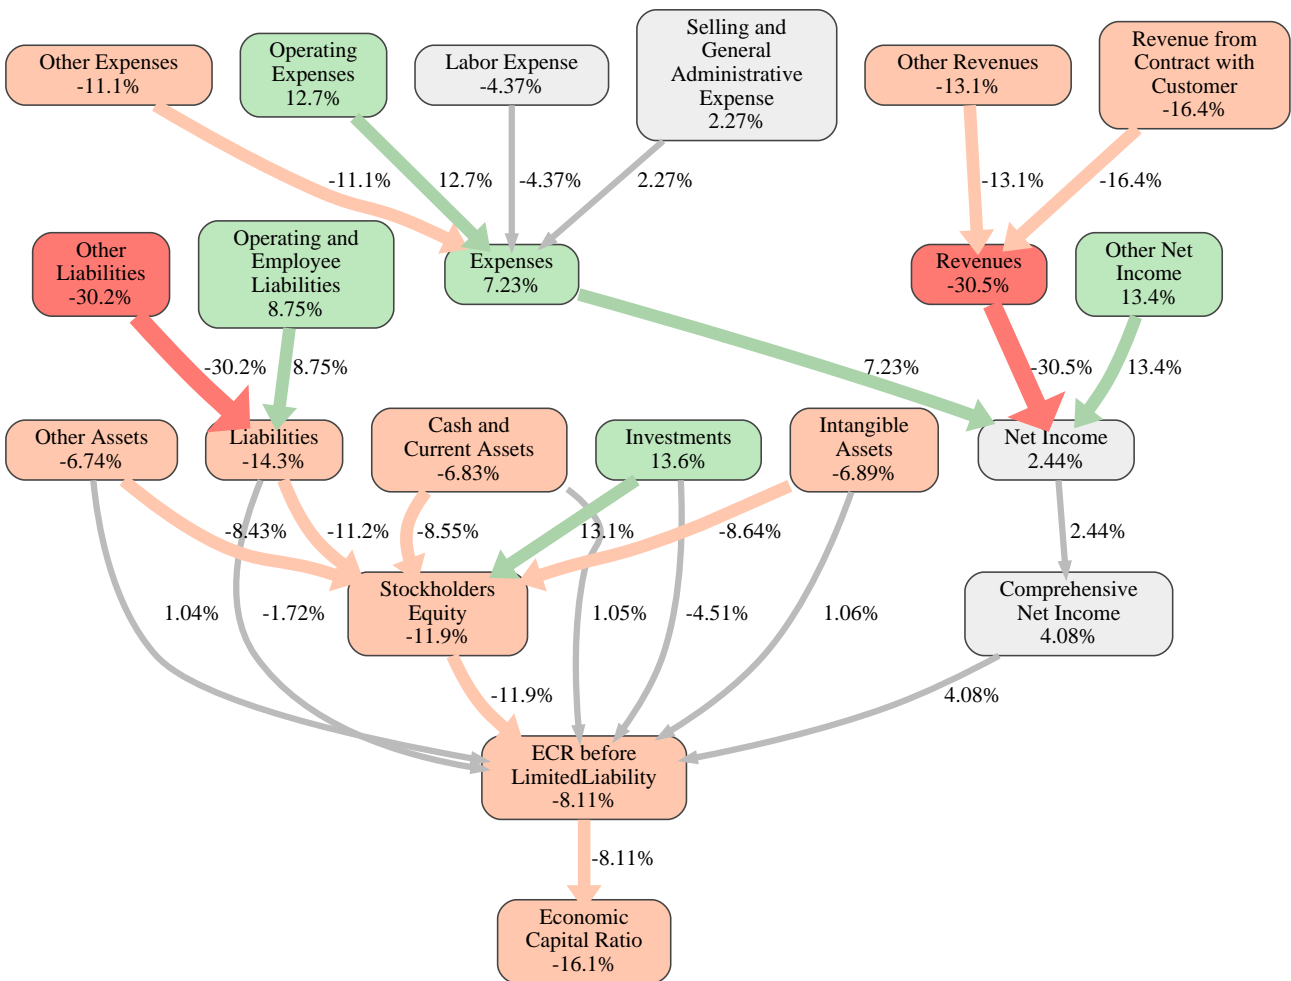 Other Expenses
-11.1%
Operating
Expenses
12.7%
Labor Expense
-4.37%
Selling and
General
Administrative
Expense
2.27%
Other Revenues
-13.1%
Revenue from
Contract with
Customer
-16.4%
-11.1%
12.7%
-4.37%
2.27%
-13.1%
-16.4%
Other
Liabilities
-30.2%
Operating and
Employee
Liabilities
8.75%
Expenses
7.23%
Revenues
-30.5%
Other Net
Income
13.4%
-30.2%
8.75%
7.23%
-30.5%
13.4%
Other Assets
-6.74%
Liabilities
-14.3%
Cash and
Current Assets
-6.83%
Investments
13.6%
Intangible
Assets
-6.89%
Net Income
2.44%
-8.43%
-11.2%
-8.55%
13.1%
-8.64%
2.44%
Stockholders
Equity
-11.9%
Comprehensive
Net Income
4.08%
1.04%
-1.72%
1.05%
-4.51%
1.06%
-11.9%
4.08%
ECR before
LimitedLiability
-8.11%
-8.11%
Economic
Capital Ratio
-16.1%